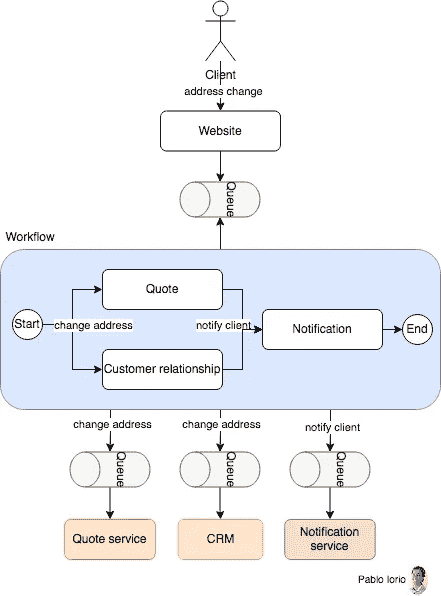 Client
address change
Website
Queue
Workflow
Quote
Start
change address
notify client
Notification
End
Customer relationship
change address
change address
notify client
Queue
Queue
Queue
Quote service
CRM
Notification
service
Pablo Iorio